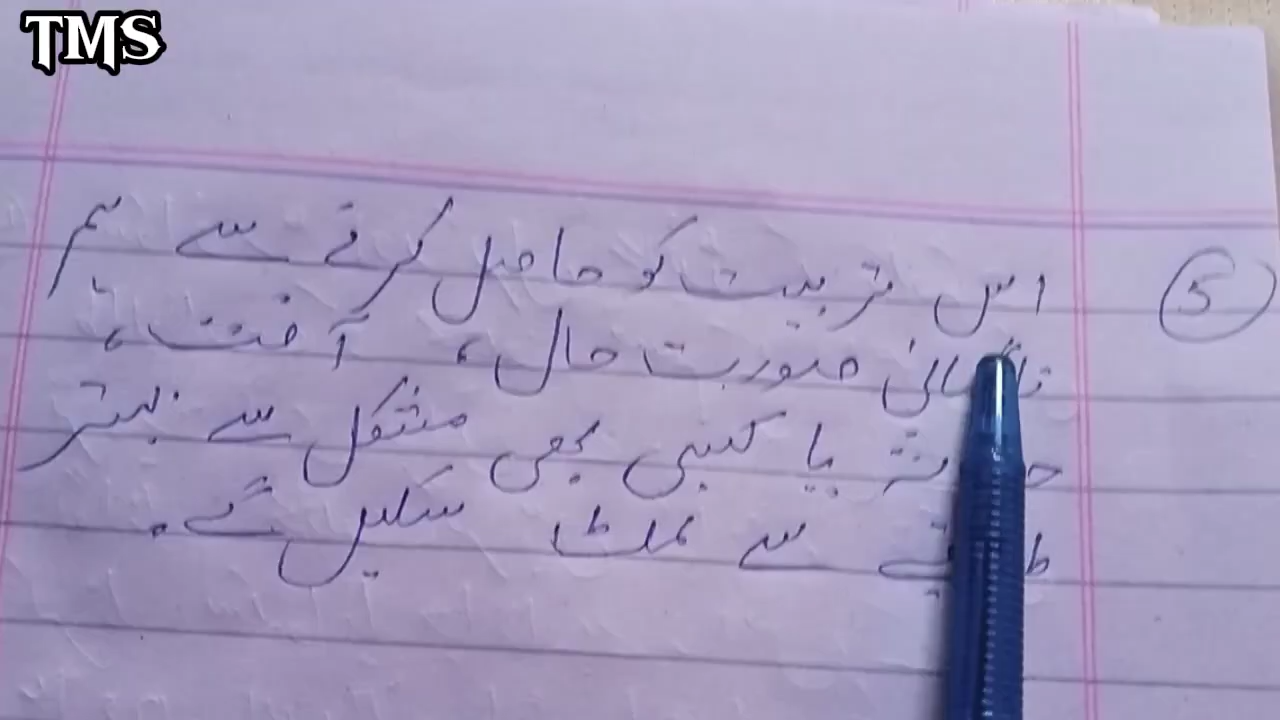 TMS
اس تربیت کو حاصل کرنے سے ہم
ناگہانی صورت حال، آفت،
حادثہ یا کسی بھی مشکل سے بہتر
طریقے سے نمٹ سکیں گے۔
5